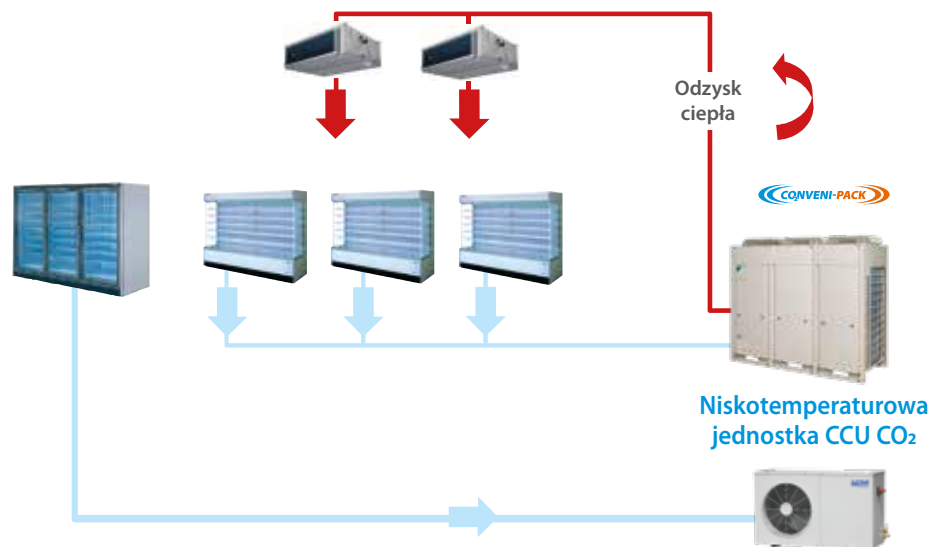 Odzysk
ciepła
CONVENI-PACK
Niskotemperaturowa
jednostka CCU CO₂